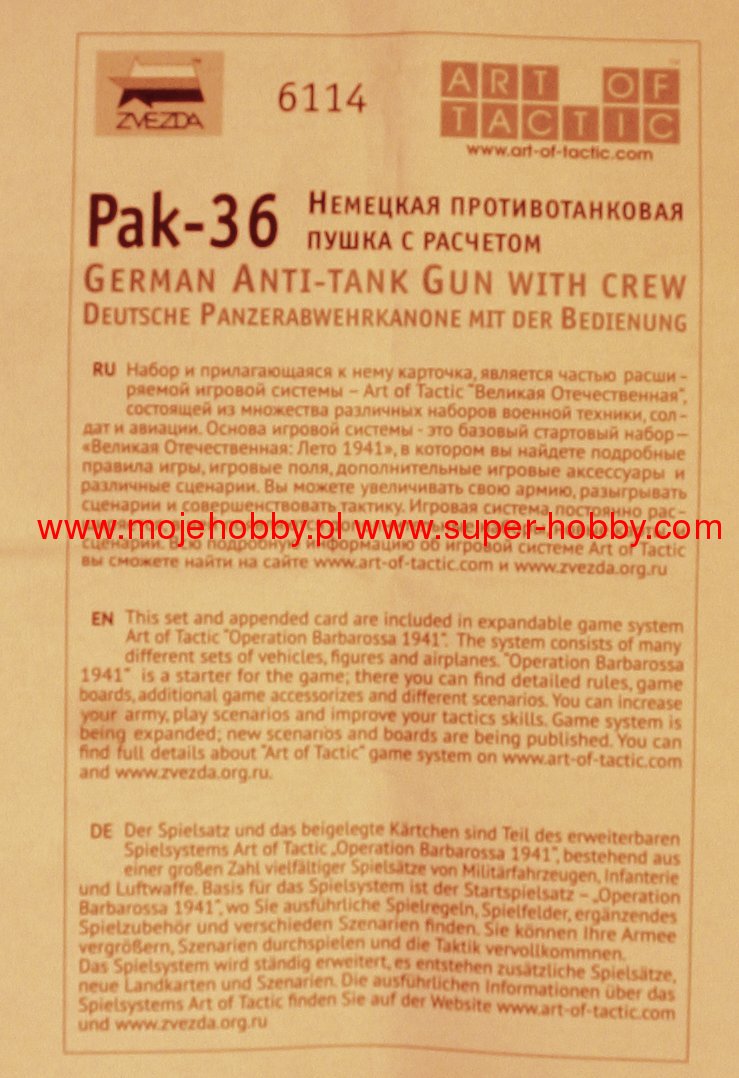 ZVEZDA
6114
ART OF
TACTIC
™
www.art-of-tactic.com
Pak-36
НЕМЕЦКАЯ ПРОТИВОТАНКОВАЯ
ПУШКА С РАСЧЕТОМ
GERMAN ANTI-TANK GUN WITH CREW
DEUTSCHE PANZERABWEHRKANONE MIT DER BEDIENUNG
RU Набор и прилагающаяся к нему карточка, является частью расши-
ряемой игровой системы – Art of Tactic "Великая Отечественная",
состоящей из множества различных наборов военной техники, сол-
дат и авиации. Основа игровой системы - это базовый стартовый набор –
«Великая Отечественная: Лето 1941», в котором вы найдете подробные
правила игры, игровые поля, дополнительные игровые аксессуары и
различные сценарии. Вы можете увеличивать свою армию, разыгрывать
сценарии и совершенствовать тактику. Игровая система постоянно рас-
www.mojehobby.pl www.super-hobby.com
сценарии. Всю подробную информацию об игровой системе Art of Tactic
вы сможете найти на сайте www.art-of-tactic.com и www.zvezda.org.ru
EN This set and appended card are included in expandable game system
Art of Tactic "Operation Barbarossa 1941". The system consists of many
different sets of vehicles, figures and airplanes. "Operation Barbarossa
1941" is a starter for the game; there you can find detailed rules, game
boards, additional game accessorizes and different scenarios. You can increase
your army, play scenarios and improve your tactics skills. Game system is
being expanded; new scenarios and boards are being published. You can
find full details about "Art of Tactic" game system on www.art-of-tactic.com
and www.zvezda.org.ru.
DE Der Spielsatz und das beigelegte Kärtchen sind Teil des erweiterbaren
Spielsystems Art of Tactic „Operation Barbarossa 1941", bestehend aus
einer großen Zahl vielfältiger Spielsätze von Militärfahrzeugen, Infanterie
und Luftwaffe. Basis für das Spielsystem ist der Startspielsatz – „Operation
Barbarossa 1941", wo Sie ausführliche Spielregeln, Spielfelder, ergänzendes
Spielzubehör und verschieden Szenarien finden. Sie können Ihre Armee
vergrößern, Szenarien durchspielen und die Taktik vervollkommnen.
Das Spielsystem wird ständig erweitert, es entstehen zusätzliche Spielsätze,
neue Landkarten und Szenarien. Die ausführlichen Informationen über das
Spielsystems Art of Tactic finden Sie auf der Website www.art-of-tactic.com
und www.zvezda.org.ru